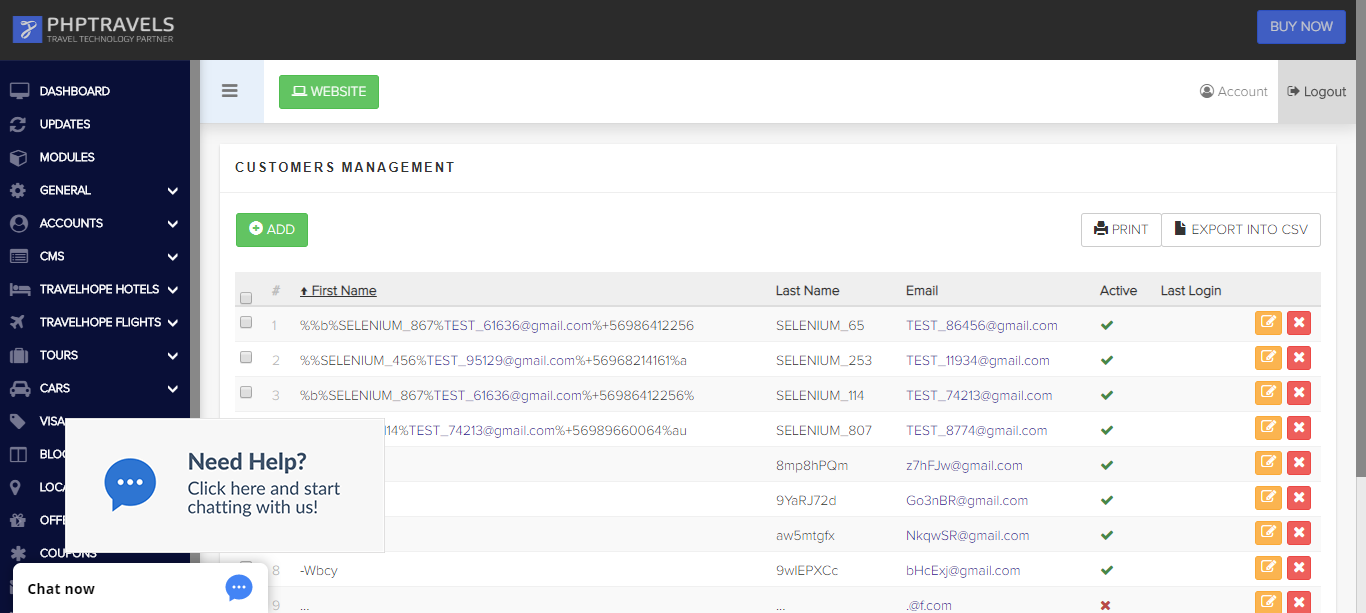 PHPTRAVELS
TRAVEL TECHNOLOGY PARTNER
BUY NOW
DASHBOARD
UPDATES
MODULES
GENERAL
ACCOUNTS
CMS
TRAVELHOPE HOTELS
TRAVELHOPE FLIGHTS
TOURS
CARS
VISA
BLO
LOCA
OFFE
COUPONS
WEBSITE
Account
Logout
CUSTOMERS MANAGEMENT
ADD
PRINT
EXPORT INTO CSV
# First Name Last Name Email Active Last Login
1 %%b%SELENIUM_867%TEST_61636@gmail.com%+56986412256 SELENIUM_65 TEST_86456@gmail.com
2 %%SELENIUM_456%TEST_95129@gmail.com%+56968214161%a SELENIUM_253 TEST_11934@gmail.com
3 %b%SELENIUM_867%TEST_61636@gmail.com%+56986412256% SELENIUM_114 TEST_74213@gmail.com
114%TEST_74213@gmail.com%+56989660064%au SELENIUM_807 TEST_8774@gmail.com
8mp8hPQm z7hFJw@gmail.com
9YaRJ72d Go3nBR@gmail.com
aw5mtgfx NkqwSR@gmail.com
8 -Wbcy 9wIEPXCc bHcExj@gmail.com
9 ... ... .@f.com
Need Help?
Click here and start
chatting with us!
Chat now